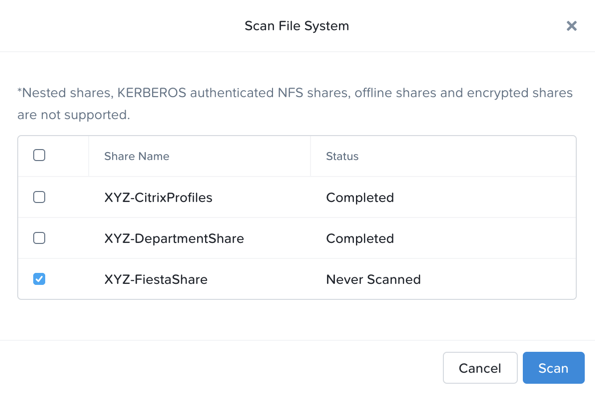 Scan File System
*Nested shares, KERBEROS authenticated NFS shares, offline shares and encrypted shares
are not supported.
Share Name Status
XYZ-CitrixProfiles Completed
XYZ-DepartmentShare Completed
XYZ-FiestaShare Never Scanned
Cancel Scan